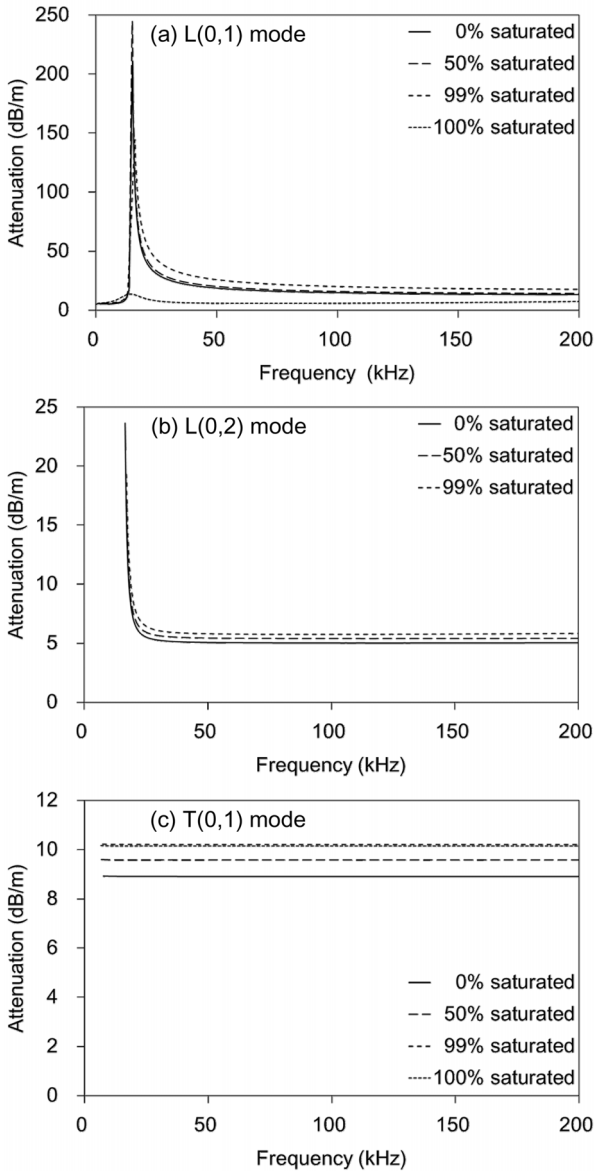 (a) L(0,1) mode
Attenuation (dB/m)
250
200
150
100
50
0
0% saturated
50% saturated
99% saturated
100% saturated
0 50 100 150 200
Frequency (kHz)
(b) L(0,2) mode
Attenuation (dB/m)
25
20
15
10
5
0
0% saturated
50% saturated
99% saturated
0 50 100 150 200
Frequency (kHz)
(c) T(0,1) mode
Attenuation (dB/m)
12
10
8
6
4
2
0
0% saturated
50% saturated
99% saturated
100% saturated
0 50 100 150 200
Frequency (kHz)